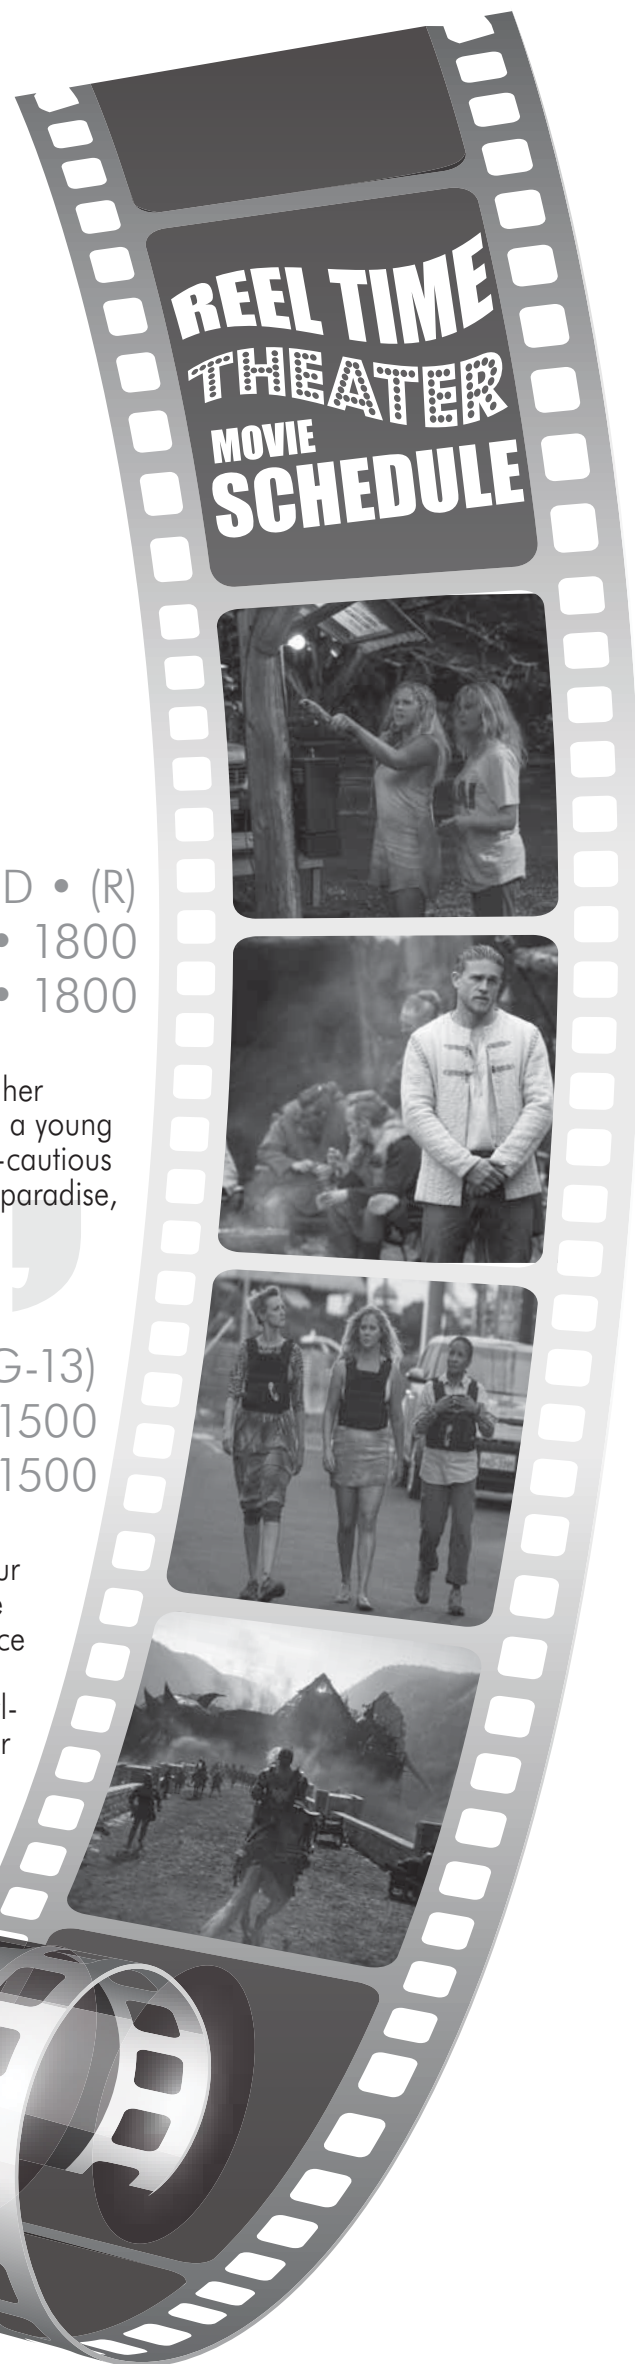 REEL TIME
THEATER
MOVIE
SCHEDULE
D • (R)
• 1800
• 1800
her
a young
-cautious
paradise,
G-13)
1500
1500
ur
e
ce
l-
r